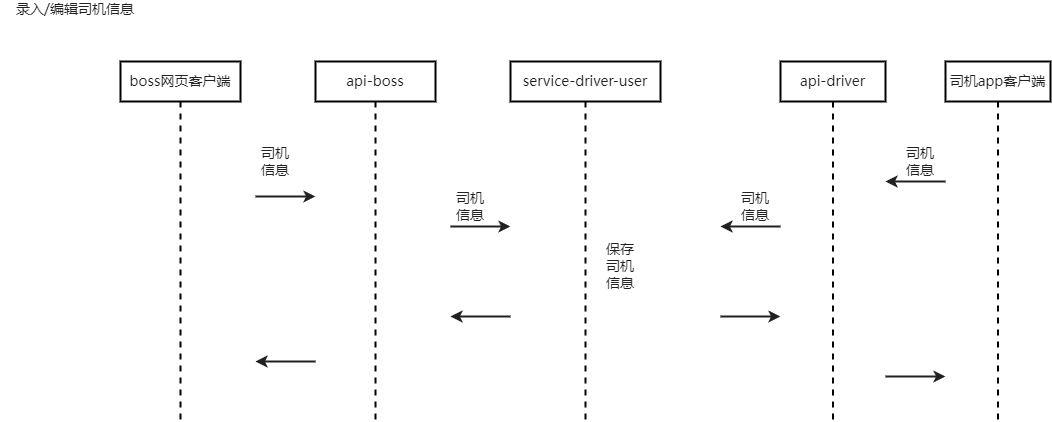 录入/编辑司机信息
boss网页客户端
api-boss
service-driver-user
api-driver
司机app客户端
司机
信息
司机
信息
司机
信息
司机
信息
保存
司机
信息